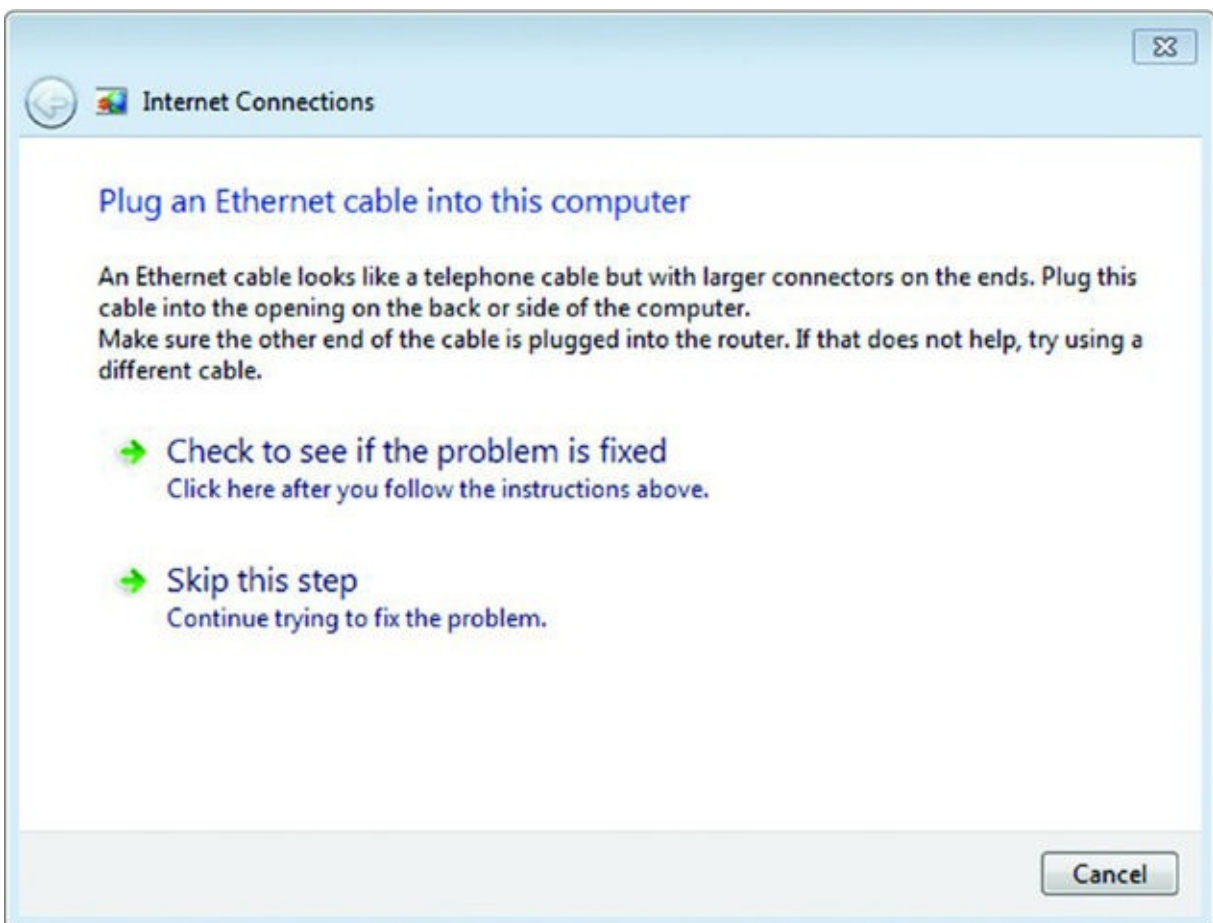 Internet Connections
Plug an Ethernet cable into this computer
An Ethernet cable looks like a telephone cable but with larger connectors on the ends. Plug this
cable into the opening on the back or side of the computer.
Make sure the other end of the cable is plugged into the router. If that does not help, try using a
different cable.
Check to see if the problem is fixed
Click here after you follow the instructions above.
Skip this step
Continue trying to fix the problem.
Cancel